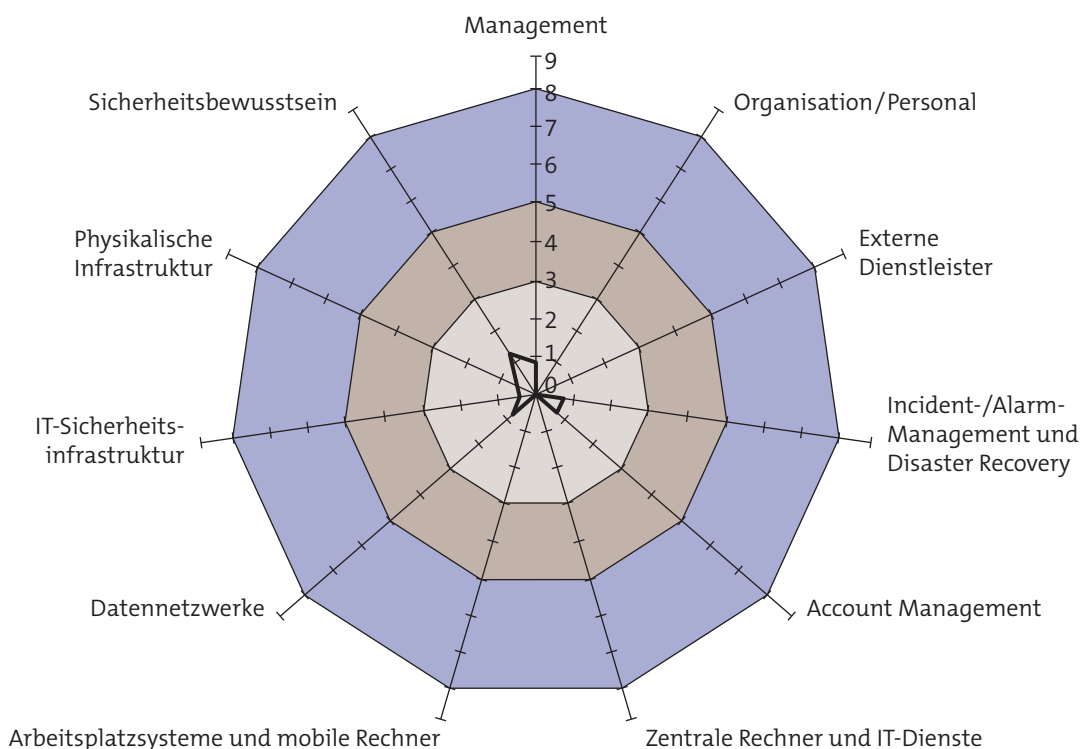 Management
9
8
7
6
5
4
3
2
1
0
Organisation/Personal
Externe
Dienstleister
Incident-/Alarm-
Management und
Disaster Recovery
Account Management
Zentrale Rechner und IT-Dienste
Arbeitsplatzsysteme und mobile Rechner
Datennetzwerke
IT-Sicherheits-
infrastruktur
Physikalische
Infrastruktur
Sicherheitsbewusstsein